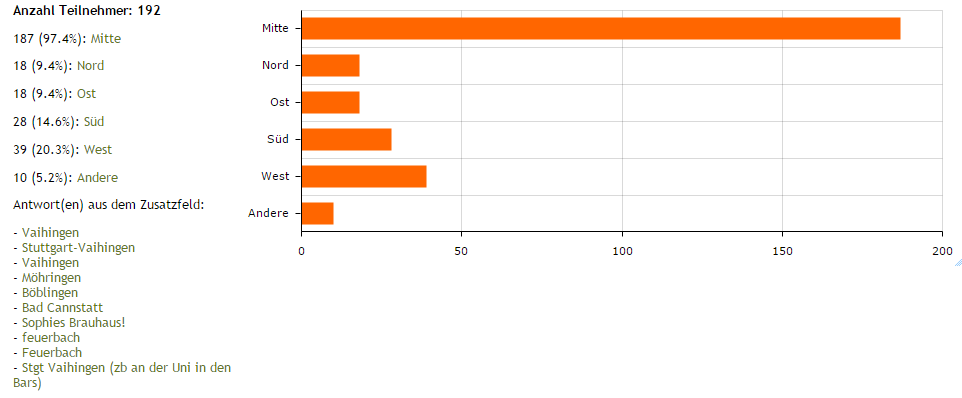 Anzahl Teilnehmer: 192
187 (97.4%): Mitte
18 (9.4%): Nord
18 (9.4%): Ost
28 (14.6%): Süd
39 (20.3%): West
10 (5.2%): Andere
Antwort(en) aus dem Zusatzfeld:
- Vaihingen
- Stuttgart-Vaihingen
- Vaihingen
- Möhringen
- Böblingen
- Bad Cannstatt
- Sophies Brauhaus!
- feuerbach
- Feuerbach
- Stgt Vaihingen (zb an der Uni in den
Bars)
Mitte
Nord
Ost
Süd
West
Andere
0 50 100 150 200